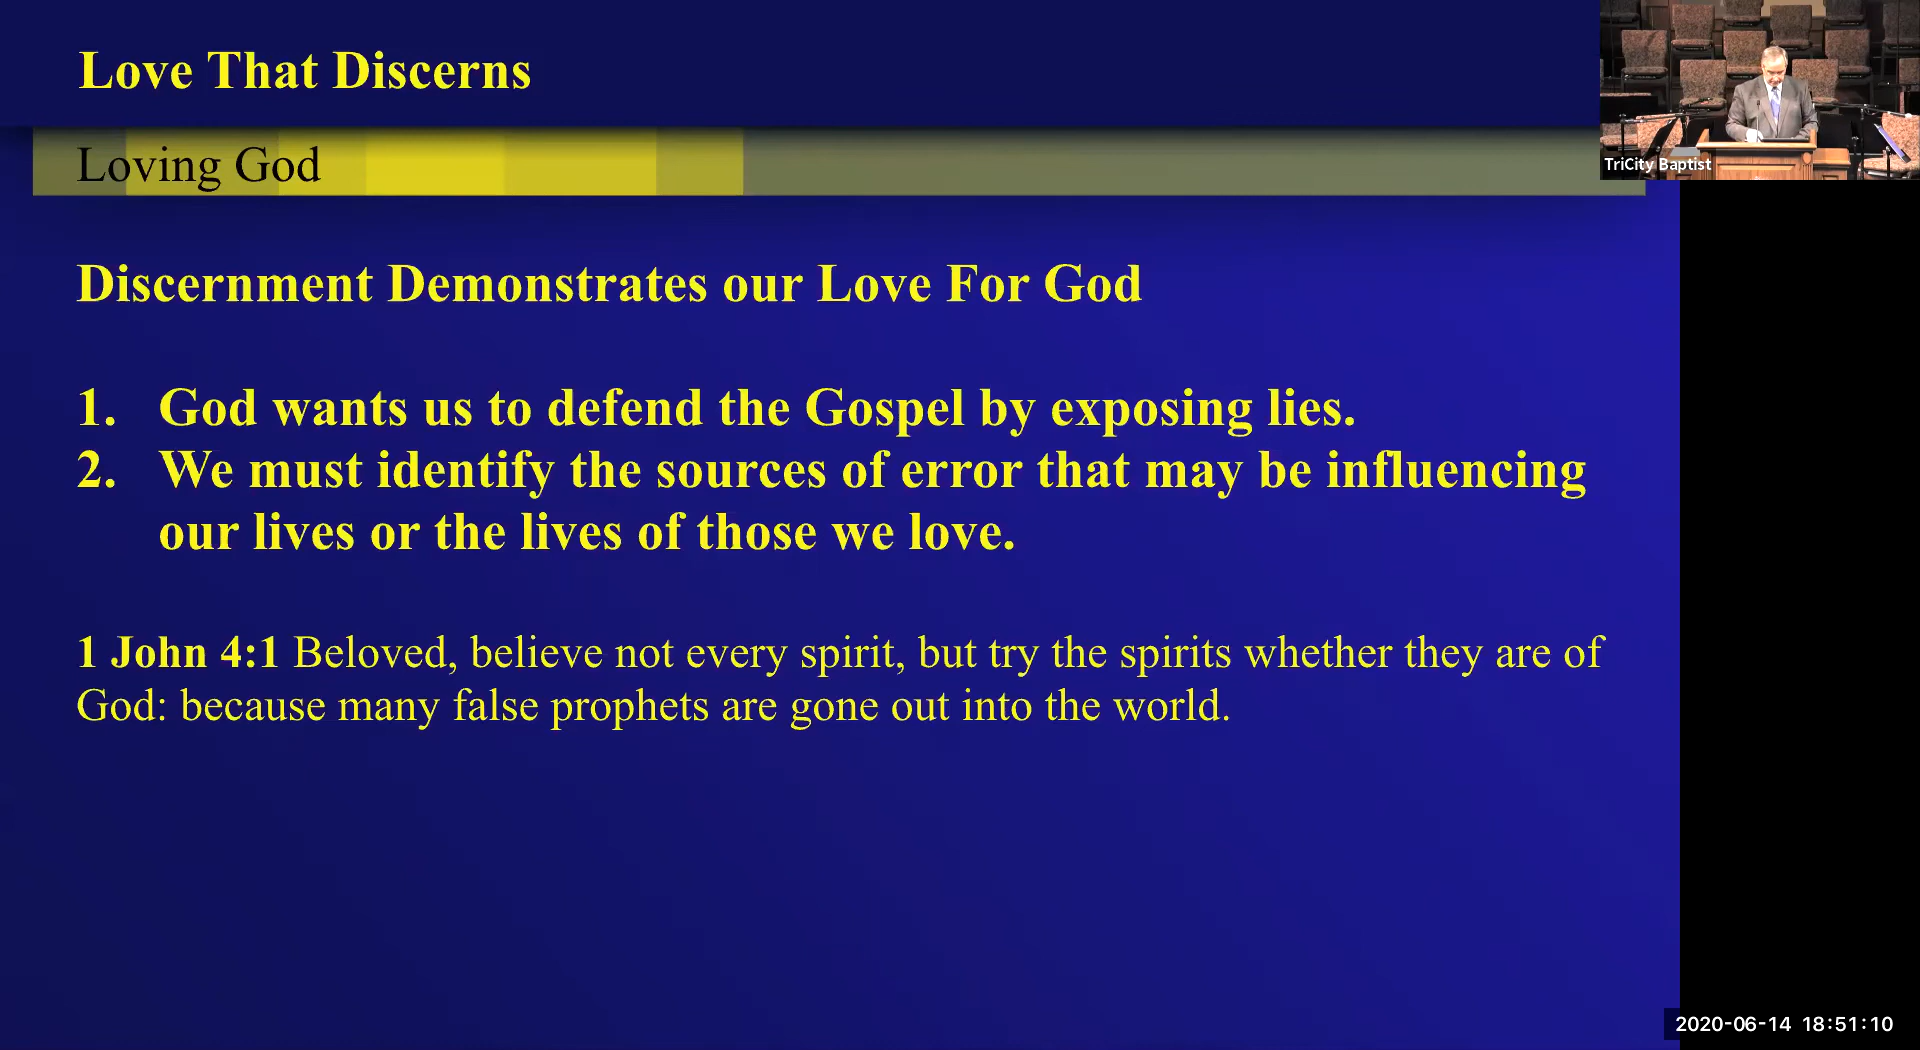 Love That Discerns
TriCity Baptist
Loving God
Discernment Demonstrates our Love For God
1. God wants us to defend the Gospel by exposing lies.
2. We must identify the sources of error that may be influencing
our lives or the lives of those we love.
1 John 4:1 Beloved, believe not every spirit, but try the spirits whether they are of
God: because many false prophets are gone out into the world.
2020-06-14 18:51:10